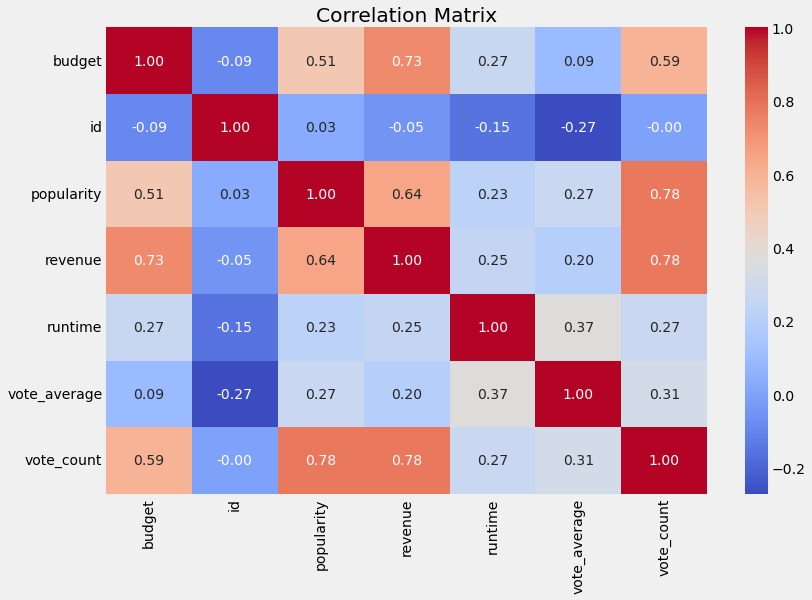 Correlation Matrix
budget 1.00 -0.09 0.51 0.73 0.27 0.09 0.59
id -0.09 1.00 0.03 -0.05 -0.15 -0.27 -0.00
popularity 0.51 0.03 1.00 0.64 0.23 0.27 0.78
revenue 0.73 -0.05 0.64 1.00 0.25 0.20 0.78
runtime 0.27 -0.15 0.23 0.25 1.00 0.37 0.27
vote_average 0.09 -0.27 0.27 0.20 0.37 1.00 0.31
vote_count 0.59 -0.00 0.78 0.78 0.27 0.31 1.00
budget id popularity revenue runtime vote_average vote_count
1.0
0.8
0.6
0.4
0.2
0.0
−0.2